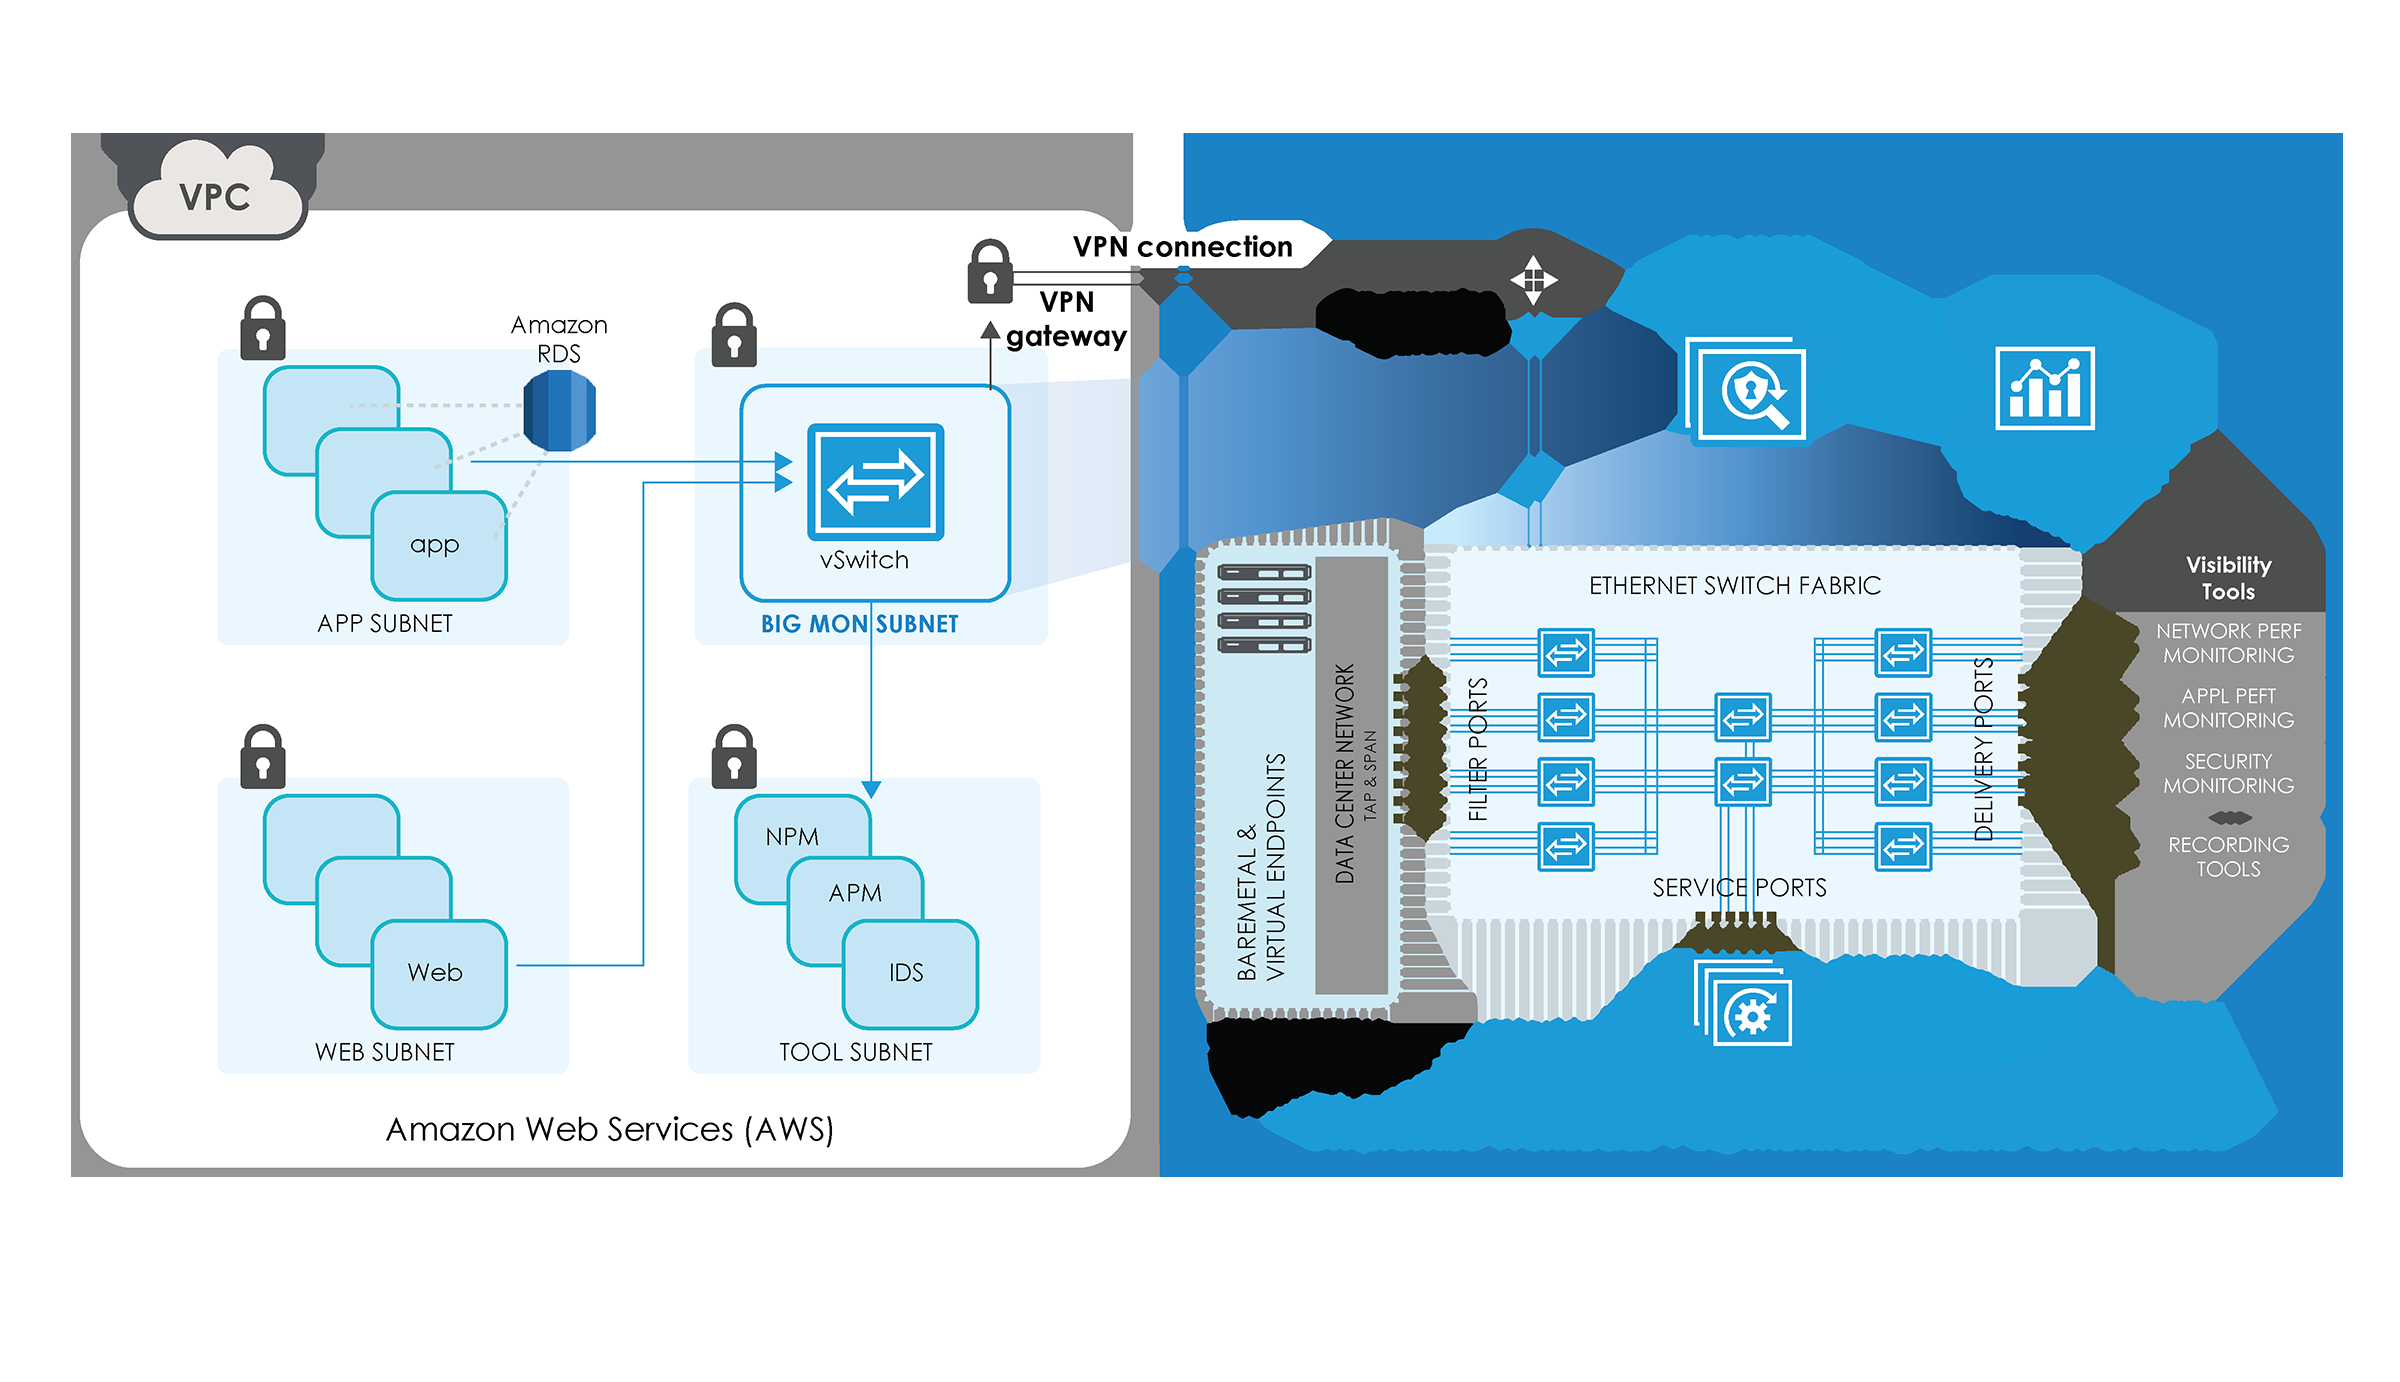 VPC
VPN connection
VPN
gateway
Amazon
RDS
app
APP SUBNET
vSwitch
BIG MON SUBNET
Web
WEB SUBNET
NPM
APM
IDS
TOOL SUBNET
Amazon Web Services (AWS)
BAREMETAL &
VIRTUAL ENDPOINTS
DATA CENTER NETWORK
TAP & SPAN
ETHERNET SWITCH FABRIC
FILTER PORTS
DELIVERY PORTS
SERVICE PORTS
Visibility
Tools
NETWORK PERF
MONITORING
APPL PEFT
MONITORING
SECURITY
MONITORING
RECORDING
TOOLS